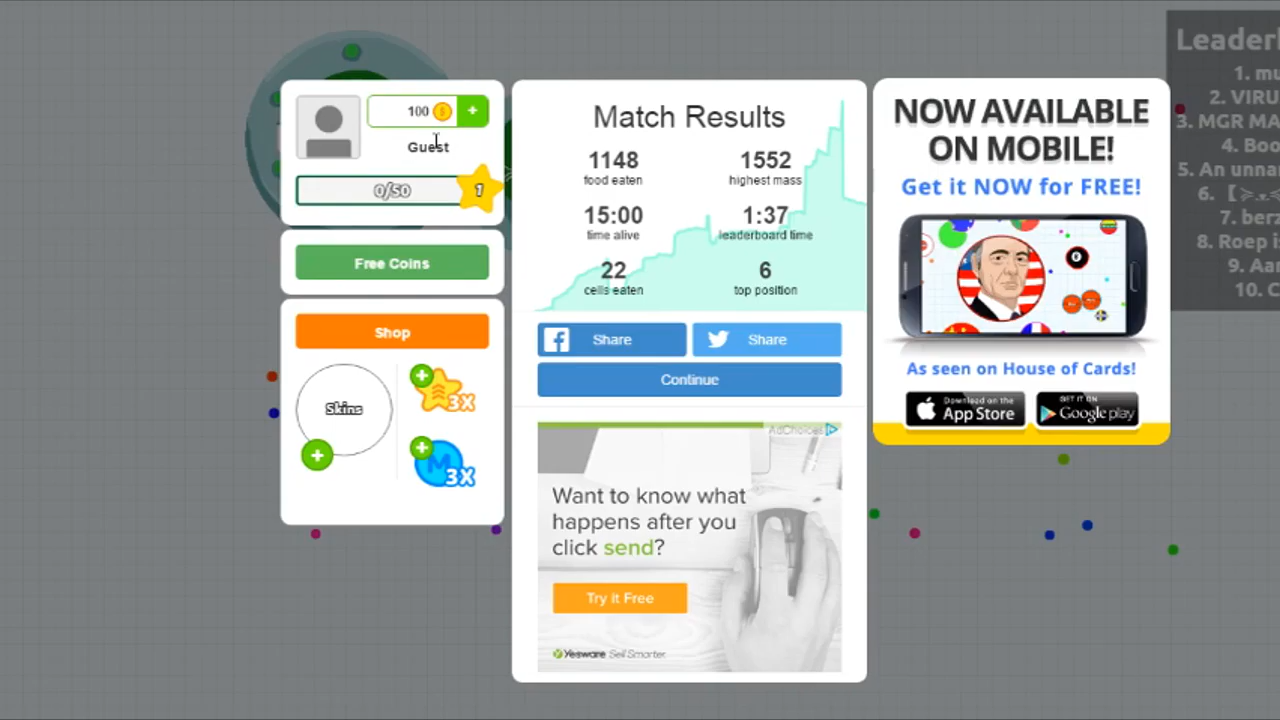 100
Guest
0/50
1
Free Coins
Shop
Skins
3X
M
3X
Match Results
1148
food eaten
1552
highest mass
15:00
time alive
1:37
leaderboard time
22
cells eaten
6
top position
Share
Share
Continue
AdChoices
Want to know what
happens after you
click send?
Try it Free
Yesware Sell Smarter.
NOW AVAILABLE
ON MOBILE!
Get it NOW for FREE!
8
As seen on House of Cards!
Download on the
App Store
GET IT ON
Google play
1. mu
2. VIRU
3. MGR MA
4. Boo
5. An unna
6.
7. berz
8. Roep i
9. Aar
10. C